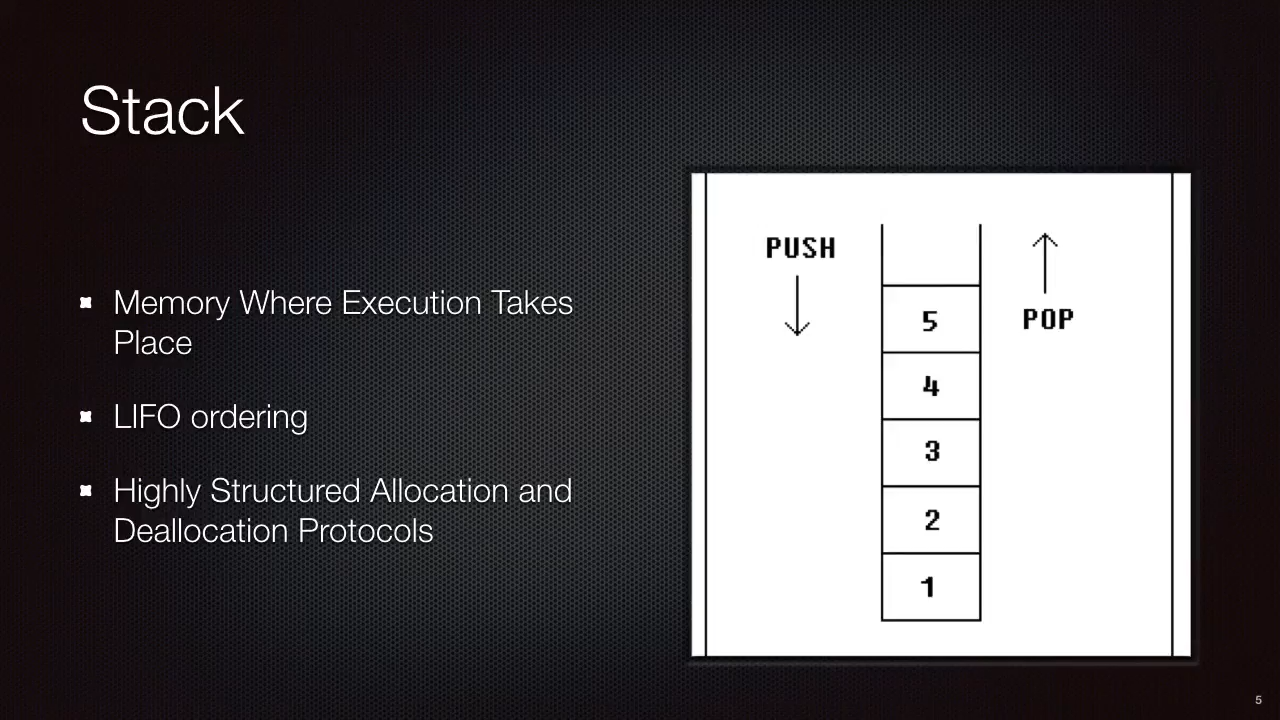 Stack
Memory Where Execution Takes
Place
LIFO ordering
Highly Structured Allocation and
Deallocation Protocols
PUSH
POP
5
4
3
2
1
5